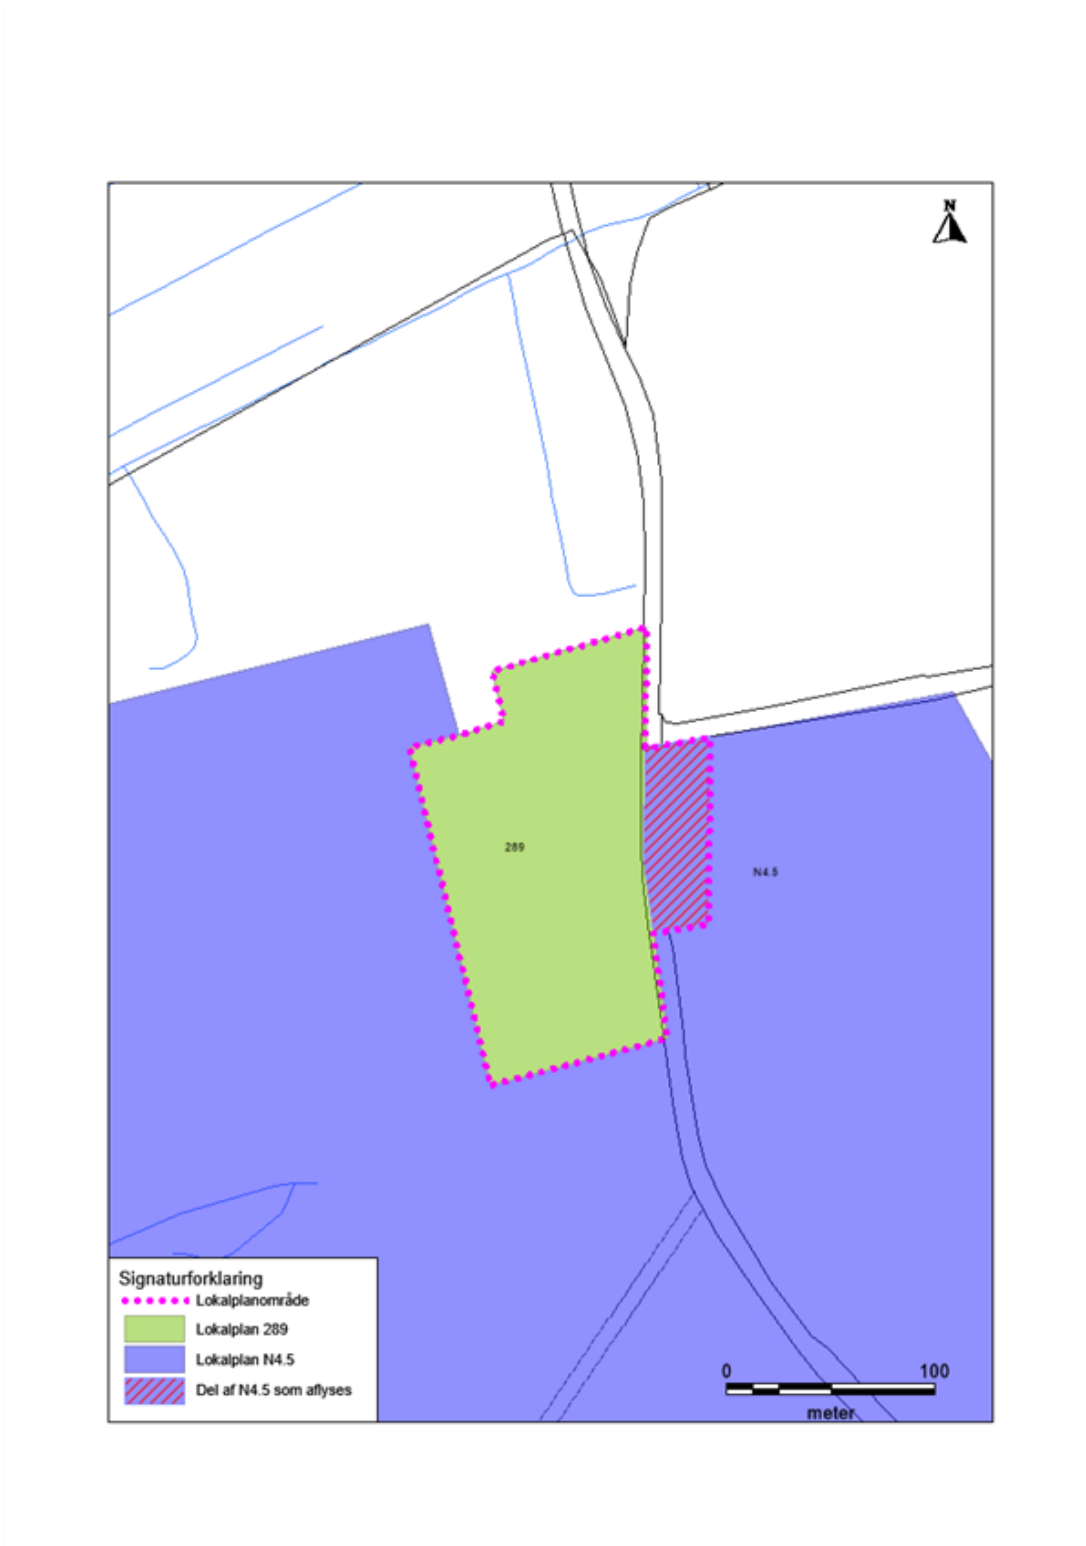 N
289
N4.5
Signaturforklaring
Lokalplanområde
Lokalplan 289
Lokalplan N4.5
Del af N4.5 som aflyses
0 100
meter